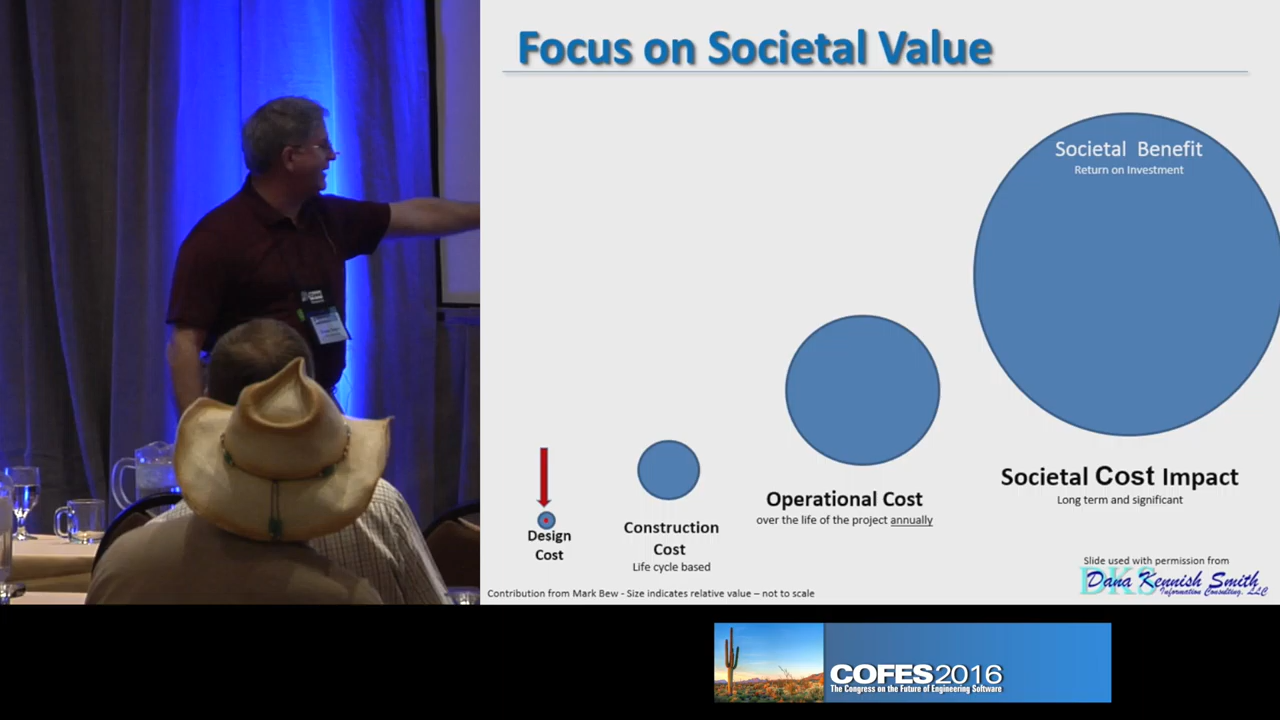 Focus on Societal Value
Societal Benefit
Return on Investment
Societal Cost Impact
Long term and significant
Operational Cost
over the life of the project annually
Construction
Cost
Life cycle based
Design
Cost
Slide used with permission from
DKS
Dana Kennish Smith
Information Consulting, LLC
Contribution from Mark Bew - Size indicates relative value – not to scale
COFES2016
The Congress on the Future of Engineering Software